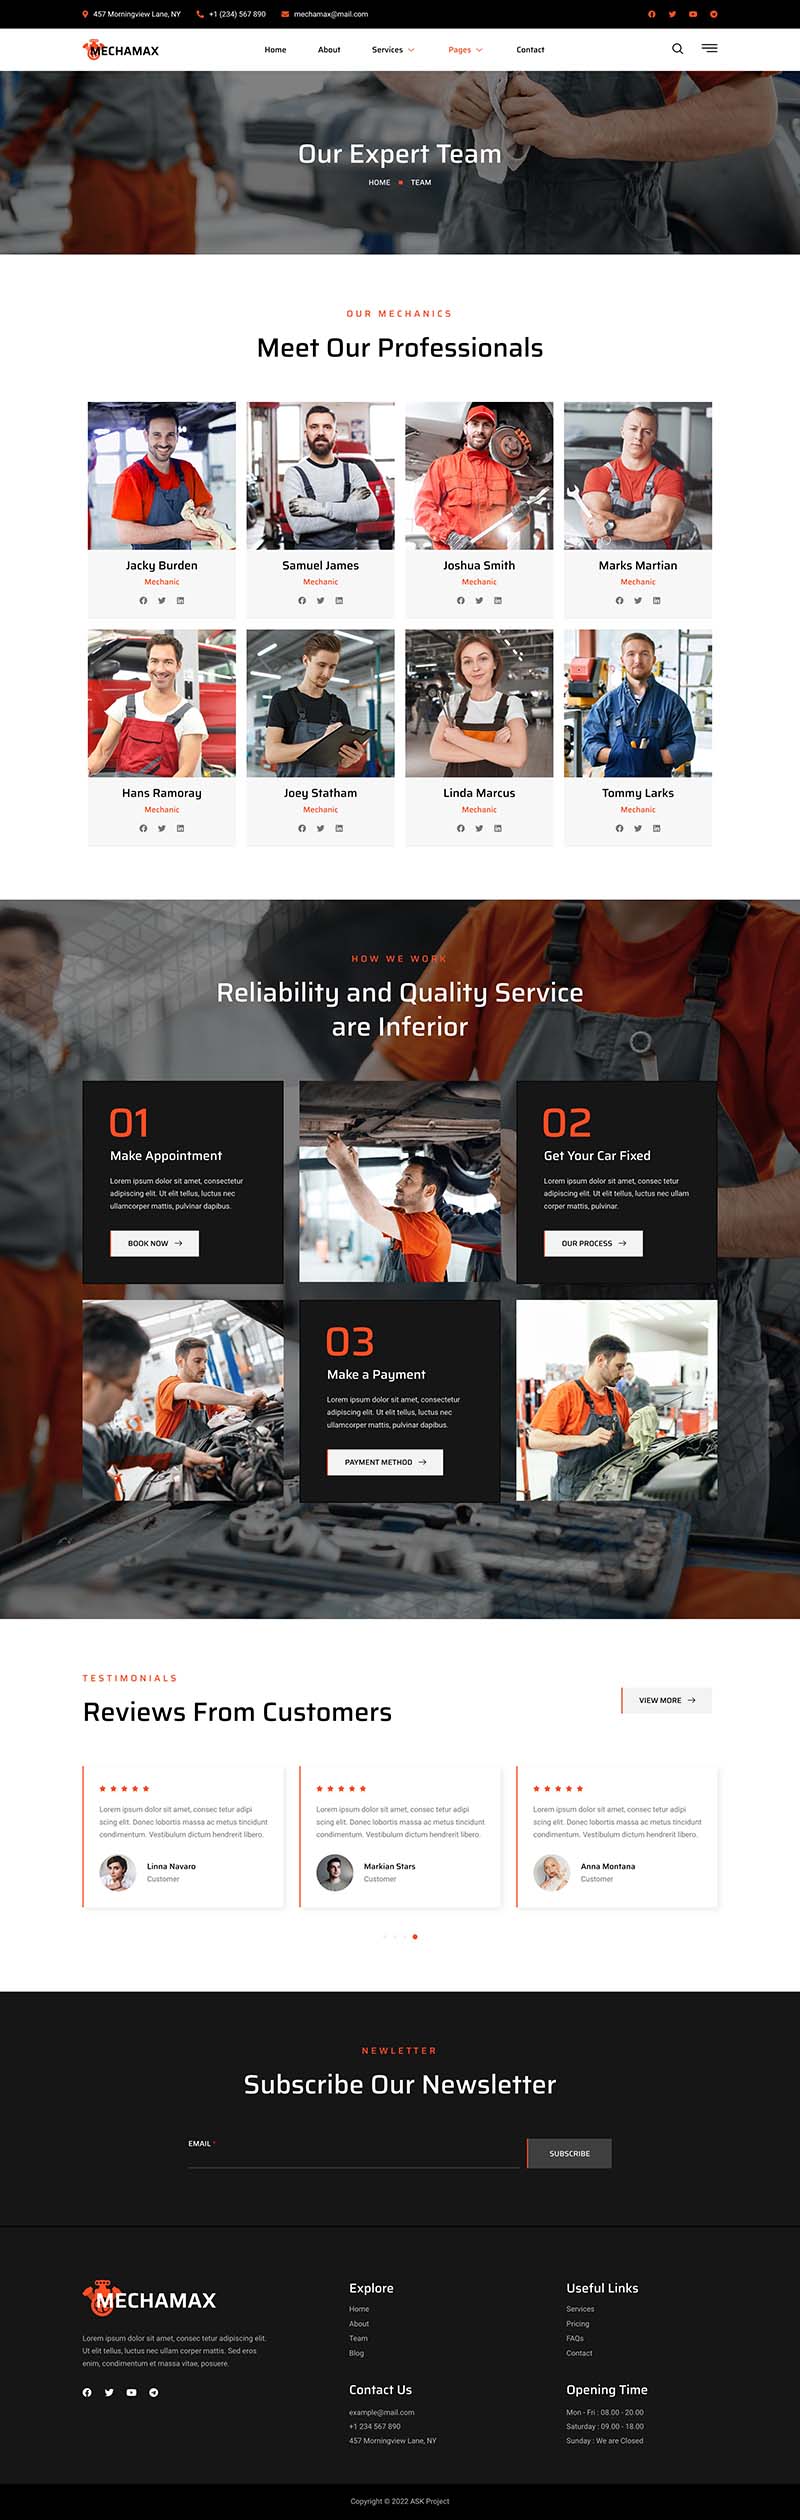 457 Morningview Lane, NY
+1 (234) 567 890
mechamax@mail.com
MECHAMAX
Home
About
Services
Pages
Contact
Our Expert Team
HOME
TEAM
OUR MECHANICS
Meet Our Professionals
Jacky Burden
Mechanic
Samuel James
Mechanic
Joshua Smith
Mechanic
Marks Martian
Mechanic
Hans Ramoray
Mechanic
Joey Statham
Mechanic
Linda Marcus
Mechanic
Tommy Larks
Mechanic
HOW WE WORK
Reliability and Quality Service
are Inferior
01
Make Appointment
Lorem ipsum dolor sit amet, consectetur
adipiscing elit. Ut elit tellus, luctus nec
ullamcorper mattis, pulvinar dapibus.
BOOK NOW
02
Get Your Car Fixed
Lorem ipsum dolor sit amet, consec tetur
adipiscing elit. Ut elit tellus, luctus nec ullam
corper mattis, pulvinar.
OUR PROCESS
03
Make a Payment
Lorem ipsum dolor sit amet, consectetur
adipiscing elit. Ut elit tellus, luctus nec
ullamcorper mattis, pulvinar dapibus.
PAYMENT METHOD
TESTIMONIALS
Reviews From Customers
VIEW MORE
Lorem ipsum dolor sit amet, consec tetur adipi
scing elit. Donec lobortis massa ac metus tincidunt
condimentum. Vestibulum dictum hendrerit libero.
Linna Navaro
Customer
Lorem ipsum dolor sit amet, consec tetur adipi
scing elit. Donec lobortis massa ac metus tincidunt
condimentum. Vestibulum dictum hendrerit libero.
Markian Stars
Customer
Lorem ipsum dolor sit amet, consec tetur adipi
scing elit. Donec lobortis massa ac metus tincidunt
condimentum. Vestibulum dictum hendrerit libero.
Anna Montana
Customer
NEWLETTER
Subscribe Our Newsletter
EMAIL *
SUBSCRIBE
MECHAMAX
Lorem ipsum dolor sit amet, consec tetur adipiscing elit.
Ut elit tellus, luctus nec ullam corper mattis. Sed eros
enim, condimentum et massa vitae, posuere.
Explore
Home
About
Team
Blog
Useful Links
Services
Pricing
FAQs
Contact
Contact Us
example@mail.com
+1 234 567 890
457 Morningview Lane, NY
Opening Time
Mon - Fri : 08.00 - 20.00
Saturday : 09.00 - 18.00
Sunday : We are Closed
Copyright © 2022 ASK Project